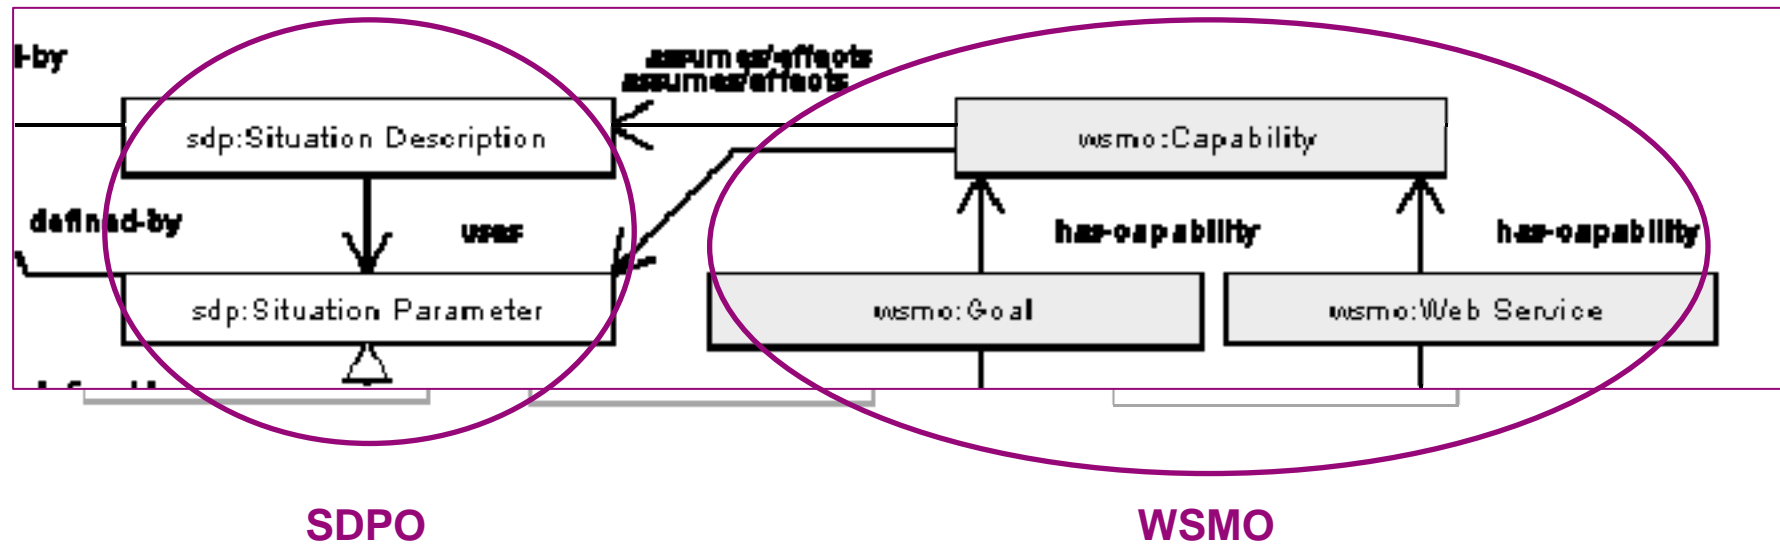 assumes/effects
assumes/effects
sdp:Situation Description
wsmo:Capability
defined-by
uses
has-capability
has-capability
sdp:Situation Parameter
wsmo:Goal
wsmo:Web Service
SDPO
WSMO